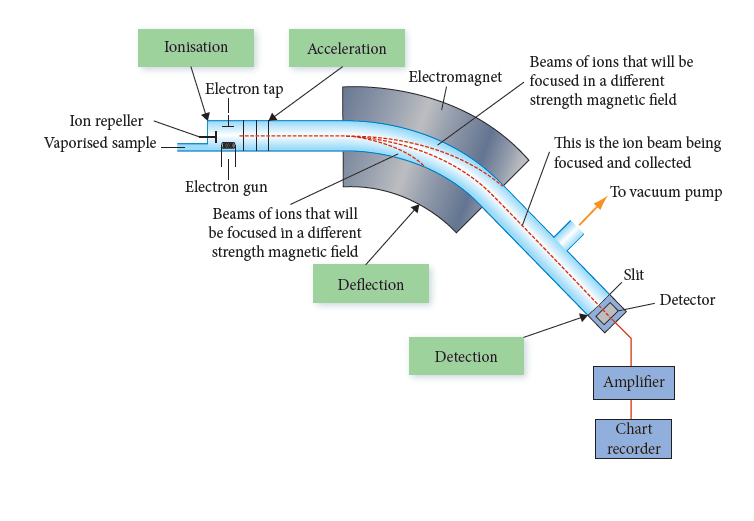 Ionisation
Acceleration
Electron tap
Electromagnet
Beams of ions that will be
focused in a different
strength magnetic field
Ion repeller
Vaporised sample
This is the ion beam being
focused and collected
Electron gun
To vacuum pump
Beams of ions that will
be focused in a different
strength magnetic field
Deflection
Slit
Detector
Detection
Amplifier
Chart
recorder